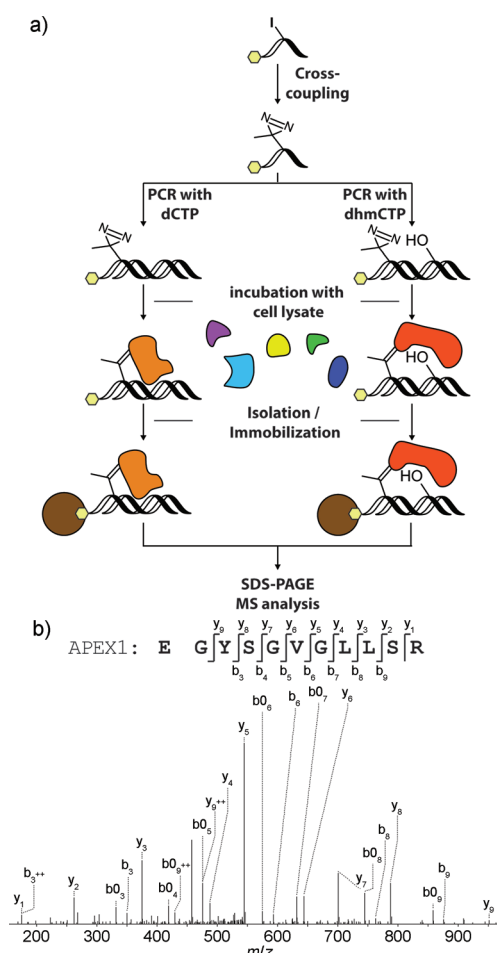 a)
I
Cross-
coupling
N
N
PCR with
dCTP
PCR with
dhmCTP
N
N
N
N
HO
incubation with
cell lysate
HO
Isolation /
Immobilization
HO
SDS-PAGE
MS analysis
b)
y9 y8 y7 y6 y5 y4 y3 y2 y1
APEX1: E GYSGVGLLSR
b3 b4 b5 b6 b7 b8 b9
b06 b6 b07 y6
y5
y4
y9++
b05
y8
b8
y3
b09++
b3
b3++
y2
b03
b04
y7
b08
b9
y1
b09
y9
200 300 400 500 600 700 800 900
m/z